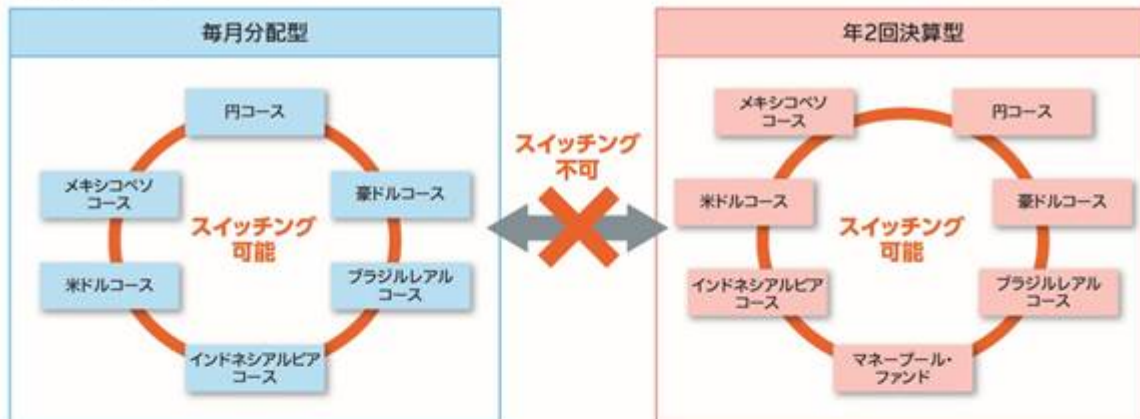 毎月分配型
円コース
メキシコペソ
コース
豪ドルコース
スイッチング
可能
米ドルコース
ブラジルレアル
コース
インドネシアルピア
コース
スイッチング
不可
年2回決算型
メキシコペソ
コース
円コース
米ドルコース
豪ドルコース
スイッチング
可能
インドネシアルピア
コース
ブラジルレアル
コース
マネープール・
ファンド